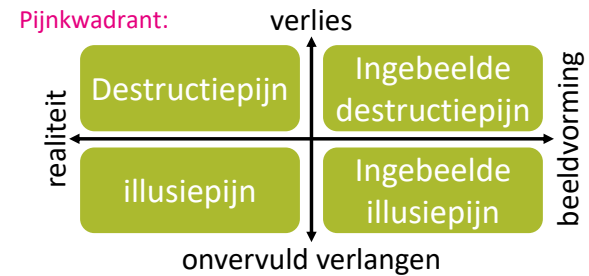 Pijnkwadrant:
verlies
realiteit
Destructiepijn
Ingebeelde
destructiepijn
beeldvorming
illusiepijn
Ingebeelde
illusiepijn
onvervuld verlangen